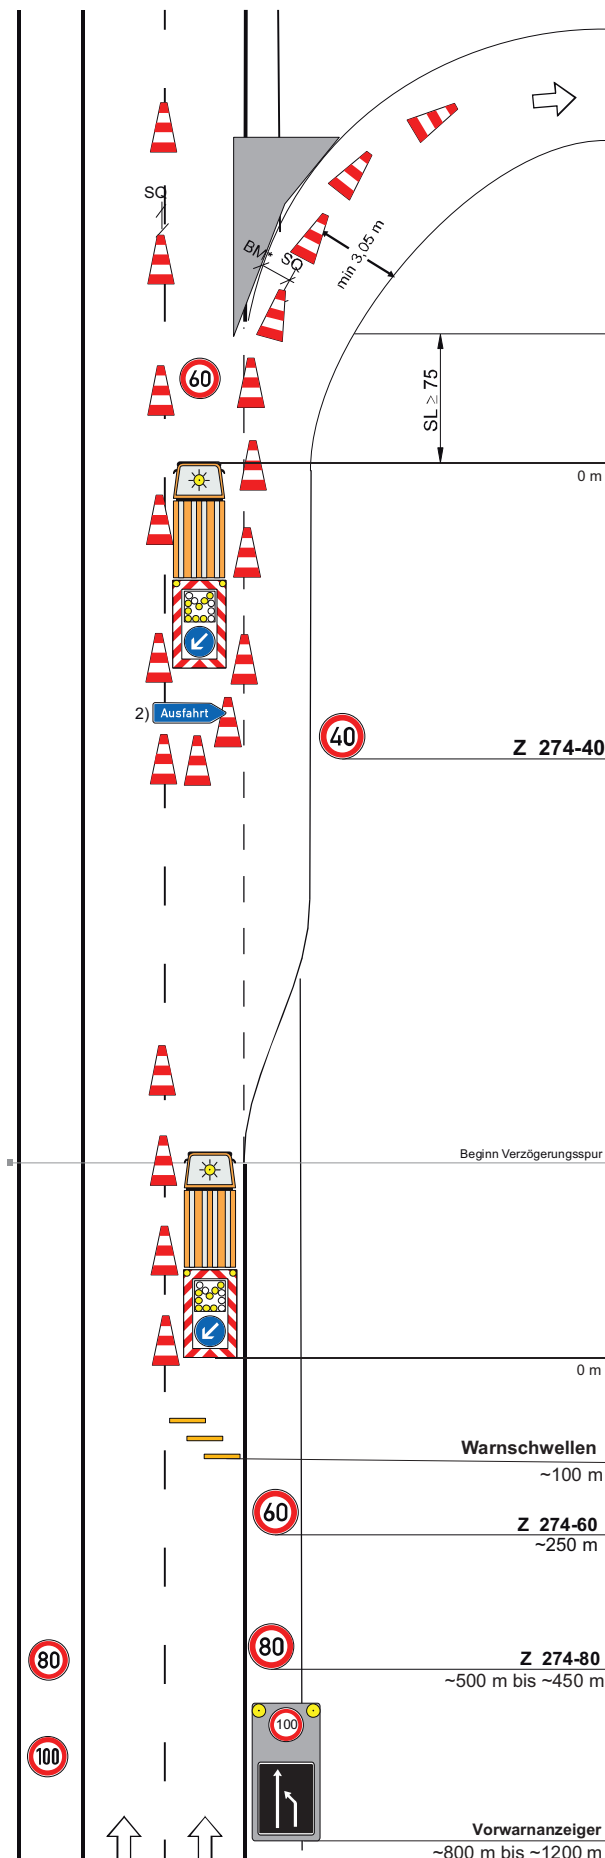 SQ
BM* SQ
min 3,05 m
60
SL ≥ 75
0 m
2) Ausfahrt
40
Z 274-40
Beginn Verzögerungsspur
0 m
Warnschwellen
~100 m
60
Z 274-60
~250 m
80
80
Z 274-80
~500 m bis ~450 m
100
100
Vorwarnanzeiger
~800 m bis ~1200 m